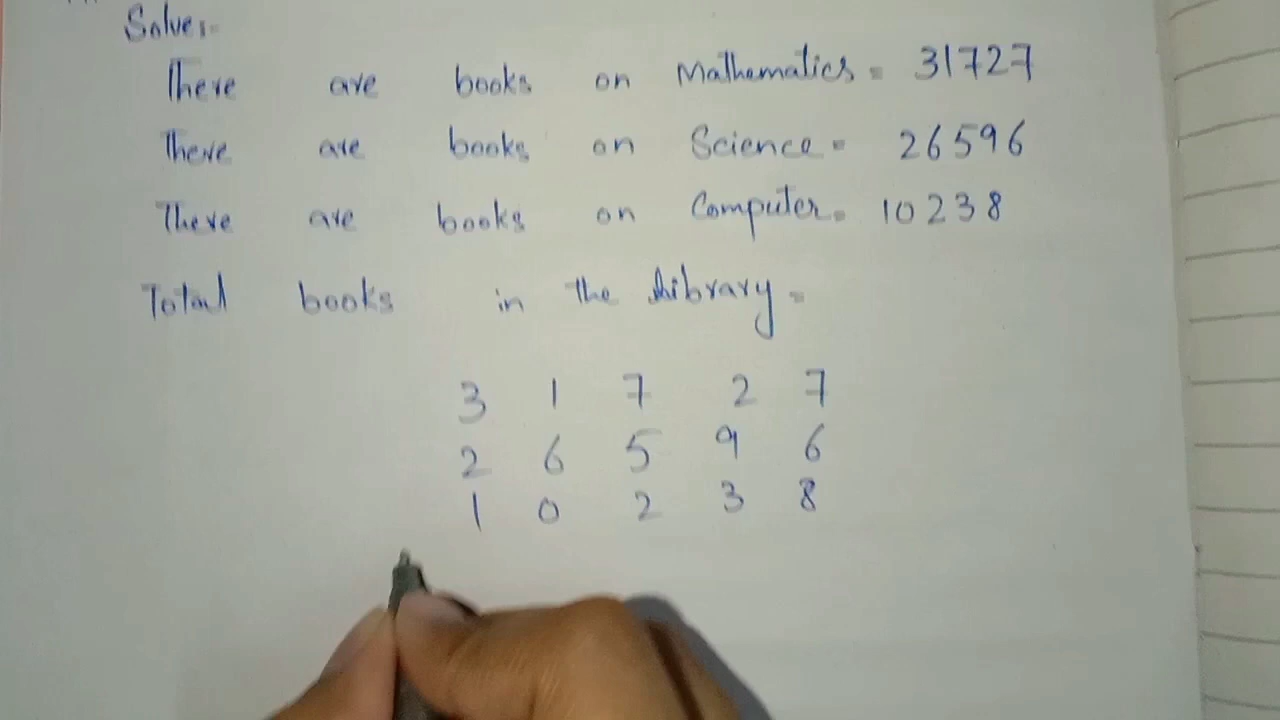 Solve:-
There are books on Mathematics = 31727
There are books on Science = 26596
There are books on Computer = 10238
Total books in the library =
3 1 7 2 7
2 6 5 9 6
1 0 2 3 8